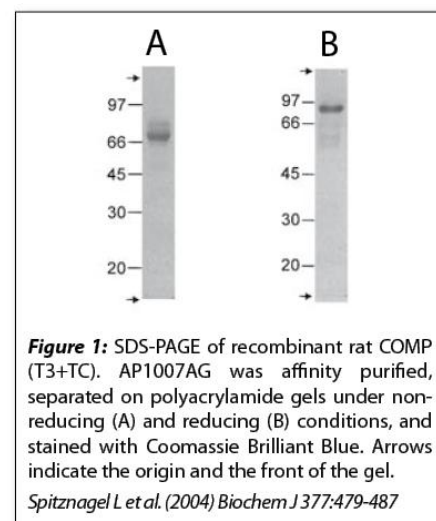 A B
97 97
66 66
45 45
30 30
20 20
Figure 1: SDS-PAGE of recombinant rat COMP
(T3+TC). AP1007AG was affinity purified,
separated on polyacrylamide gels under non-
reducing (A) and reducing (B) conditions, and
stained with Coomassie Brilliant Blue. Arrows
indicate the origin and the front of the gel.
Spitznagel L et al. (2004) Biochem J 377:479-487